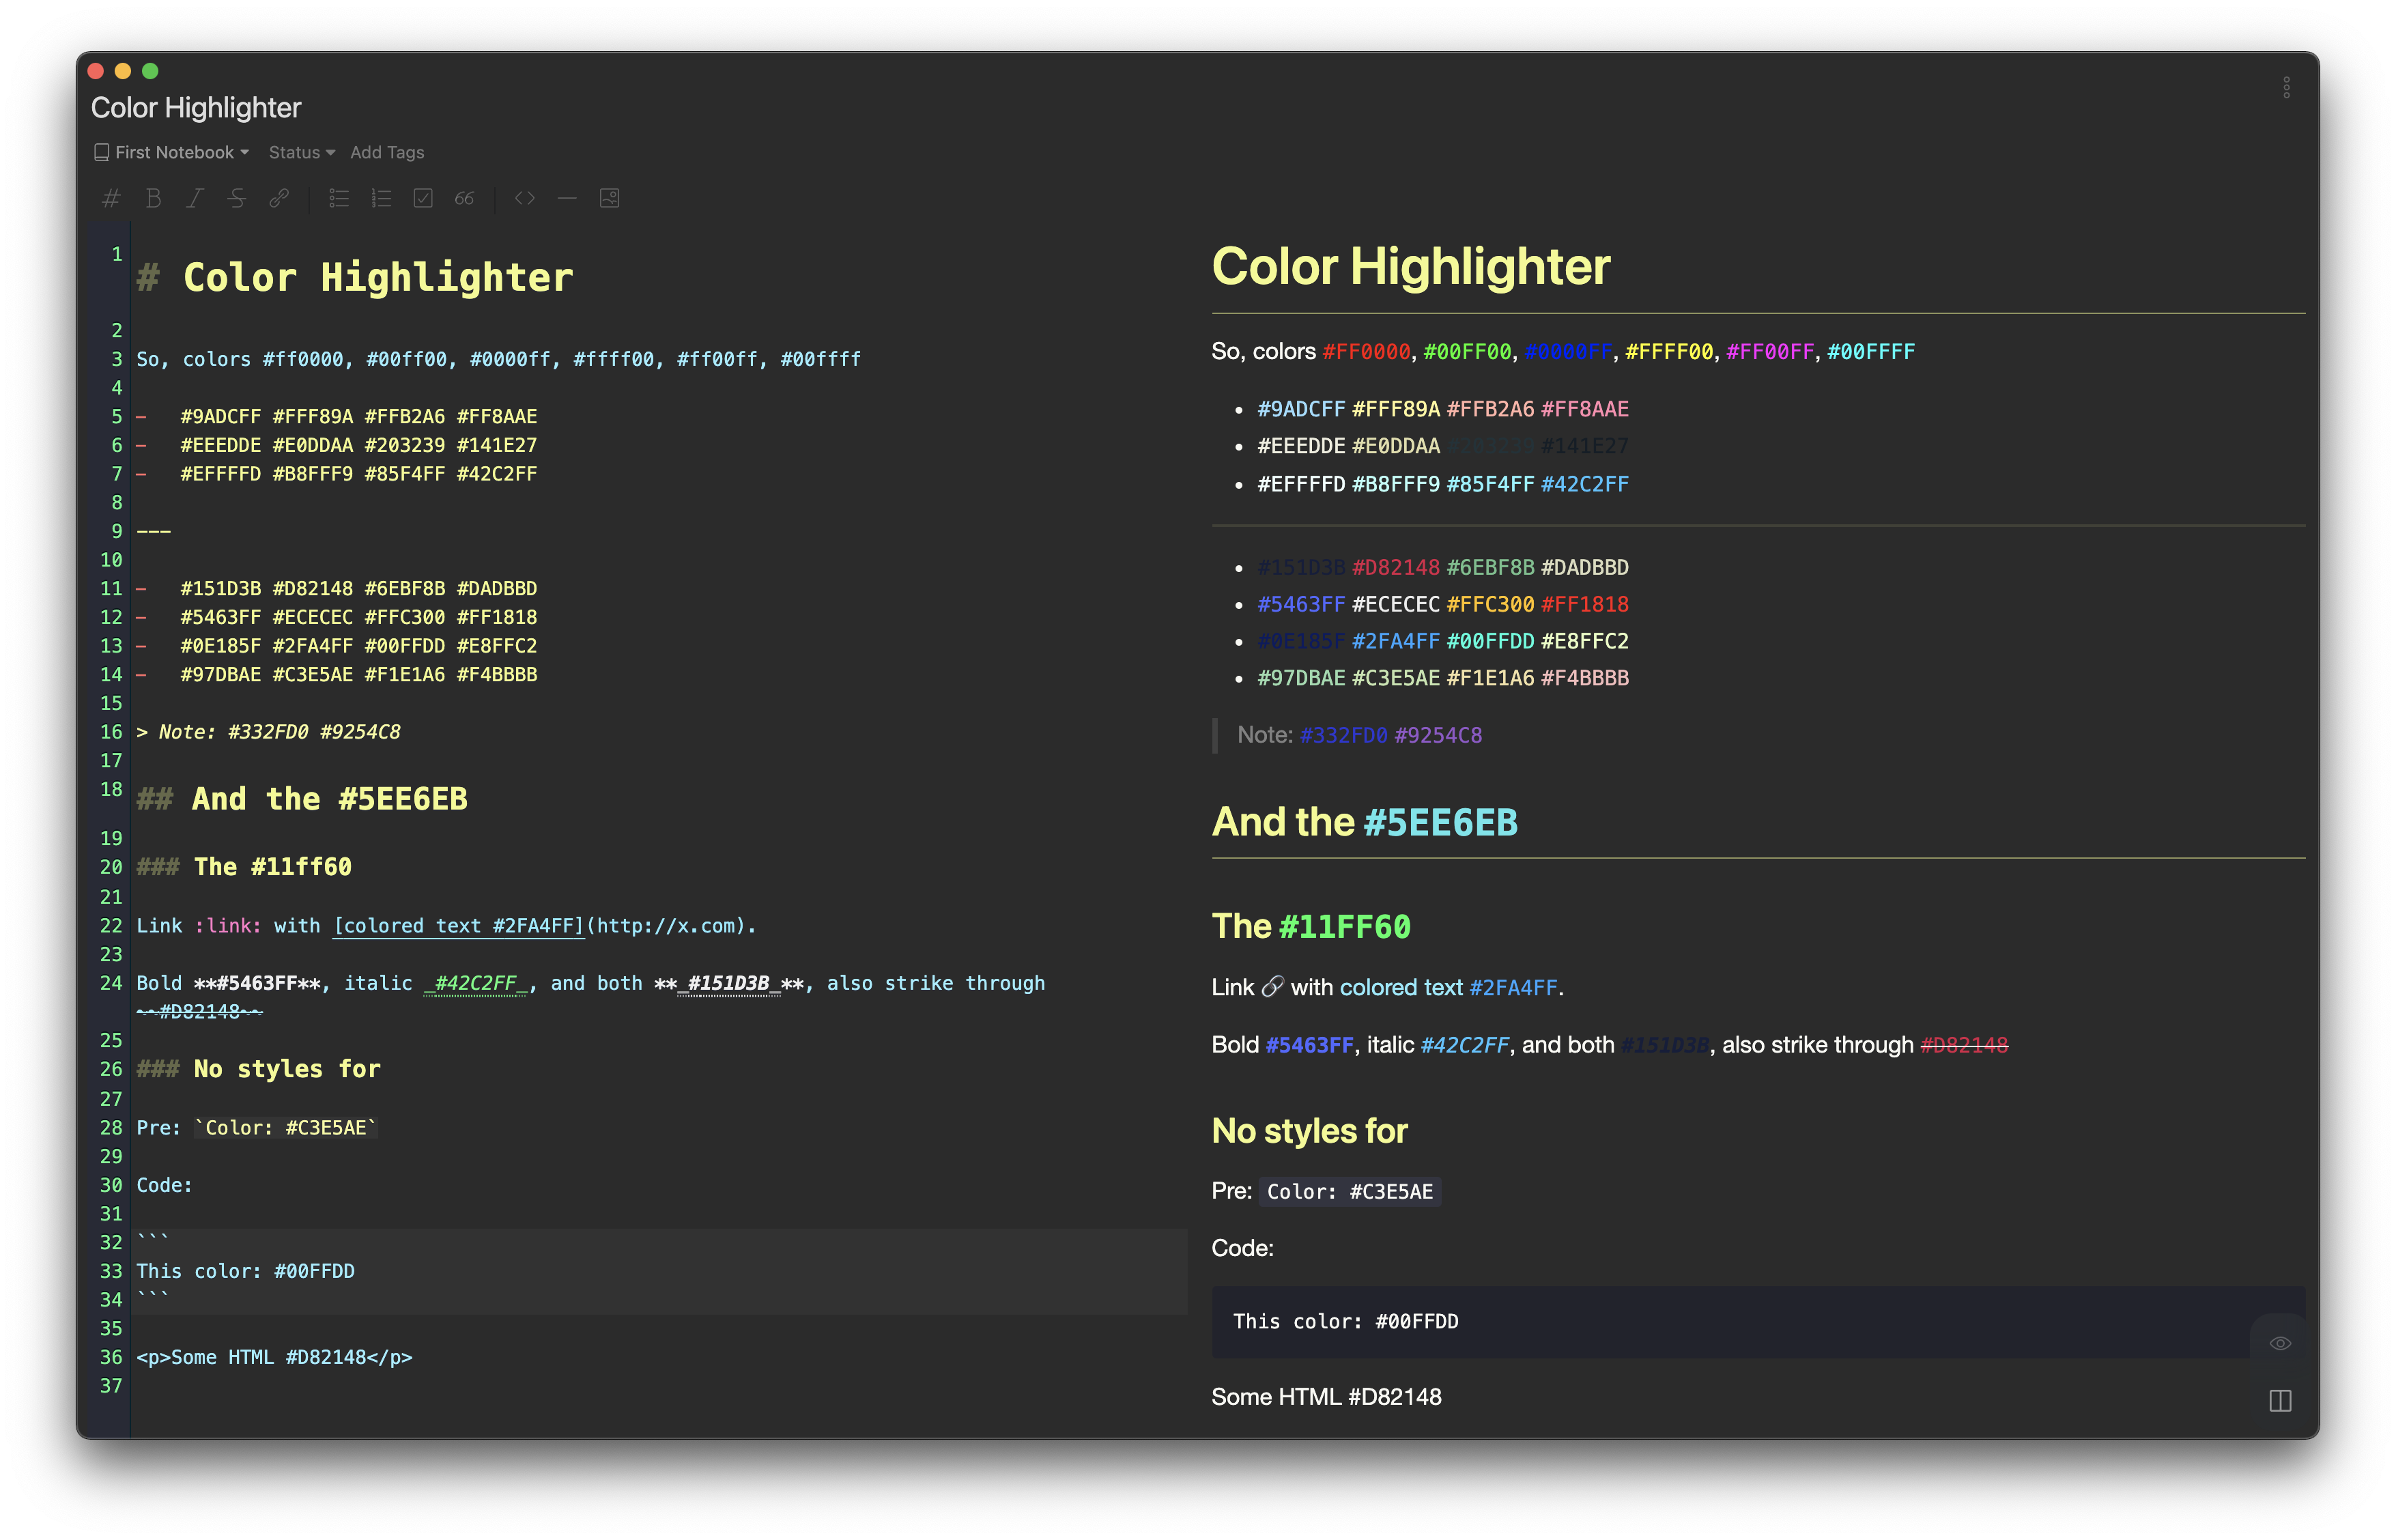 Color Highlighter
First Notebook Status Add Tags
1 # Color Highlighter
2
3 So, colors #ff0000, #00ff00, #0000ff, #ffff00, #ff00ff, #00ffff
4
5 - #9ADCFF #FFF89A #FFB2A6 #FF8AAE
6 - #EEEDDE #E0DDAA #203239 #141E27
7 - #EFFFFD #B8FFF9 #85F4FF #42C2FF
8
9 ---
10
11 - #151D3B #D82148 #6EBF8B #DADBBD
12 - #5463FF #ECECEC #FFC300 #FF1818
13 - #0E185F #2FA4FF #00FFDD #E8FFC2
14 - #97DBAE #C3E5AE #F1E1A6 #F4BBBB
15
16 > Note: #332FD0 #9254C8
17
18 ## And the #5EE6EB
19
20 ### The #11ff60
21
22 Link :link: with [colored text #2FA4FF](http://x.com).
23
24 Bold **#5463FF**, italic _#42C2FF_, and both **_#151D3B_**, also strike through
~~#D82148~~
25
26 ### No styles for
27
28 Pre: `Color: #C3E5AE`
29
30 Code:
31
32 ```
33 This color: #00FFDD
34 ```
35
36 <p>Some HTML #D82148</p>
37
Color Highlighter
So, colors #FF0000, #00FF00, #0000FF, #FFFF00, #FF00FF, #00FFFF
• #9ADCFF #FFF89A #FFB2A6 #FF8AAE
• #EEEDDE #E0DDAA #203239 #141E27
• #EFFFFD #B8FFF9 #85F4FF #42C2FF
• #151D3B #D82148 #6EBF8B #DADBBD
• #5463FF #ECECEC #FFC300 #FF1818
• #0E185F #2FA4FF #00FFDD #E8FFC2
• #97DBAE #C3E5AE #F1E1A6 #F4BBBB
Note: #332FD0 #9254C8
And the #5EE6EB
The #11FF60
Link 🔗 with colored text #2FA4FF.
Bold #5463FF, italic #42C2FF, and both #151D3B, also strike through #D82148
No styles for
Pre: Color: #C3E5AE
Code:
This color: #00FFDD
Some HTML #D82148